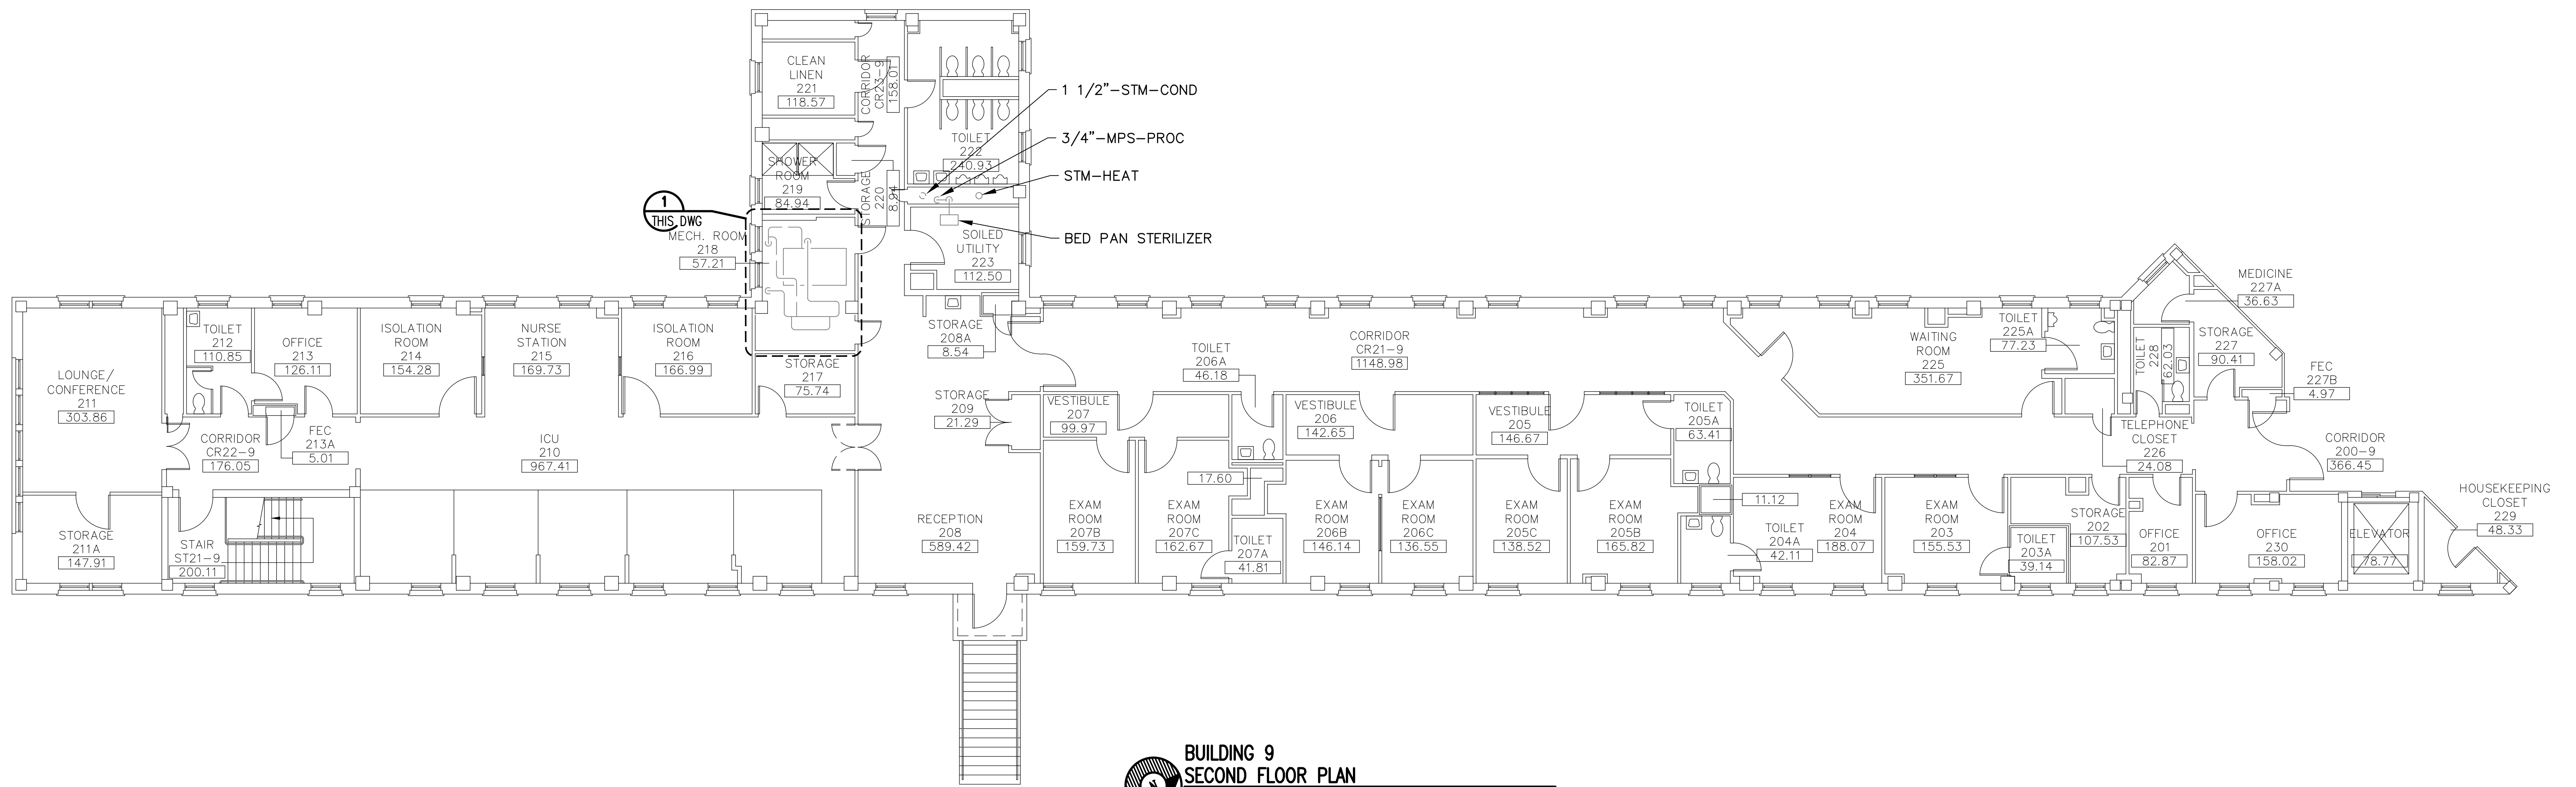 CLEAN
LINEN
221
118.57
CORRIDOR
CR23-9
158.01
TOILET
222
240.93
1 1/2"-STM-COND
3/4"-MPS-PROC
STM-HEAT
BED PAN STERILIZER
SHOWER
ROOM
219
84.94
STORAGE
220
8.94
1
THIS DWG
MECH. ROOM
218
57.21
SOILED
UTILITY
223
112.50
LOUNGE/
CONFERENCE
211
303.86
TOILET
212
110.85
OFFICE
213
126.11
ISOLATION
ROOM
214
154.28
NURSE
STATION
215
169.73
ISOLATION
ROOM
216
166.99
STORAGE
217
75.74
STORAGE
208A
8.54
STORAGE
209
21.29
CORRIDOR
CR22-9
176.05
FEC
213A
5.01
ICU
210
967.41
STORAGE
211A
147.91
STAIR
ST21-9
200.11
RECEPTION
208
589.42
TOILET
206A
46.18
CORRIDOR
CR21-9
1148.98
VESTIBULE
207
99.97
VESTIBULE
206
142.65
VESTIBULE
205
146.67
TOILET
205A
63.41
17.60
11.12
EXAM
ROOM
207B
159.73
EXAM
ROOM
207C
162.67
TOILET
207A
41.81
EXAM
ROOM
206B
146.14
EXAM
ROOM
206C
136.55
EXAM
ROOM
205C
138.52
EXAM
ROOM
205B
165.82
TOILET
204A
42.11
EXAM
ROOM
204
188.07
EXAM
ROOM
203
155.53
TOILET
203A
39.14
STORAGE
202
107.53
OFFICE
201
82.87
OFFICE
230
158.02
ELEVATOR
78.77
WAITING
ROOM
225
351.67
TOILET
225A
77.23
TOILET
228
62.03
MEDICINE
227A
36.63
STORAGE
227
90.41
FEC
227B
4.97
TELEPHONE
CLOSET
226
24.08
CORRIDOR
200-9
366.45
HOUSEKEEPING
CLOSET
229
48.33
BUILDING 9
SECOND FLOOR PLAN
N